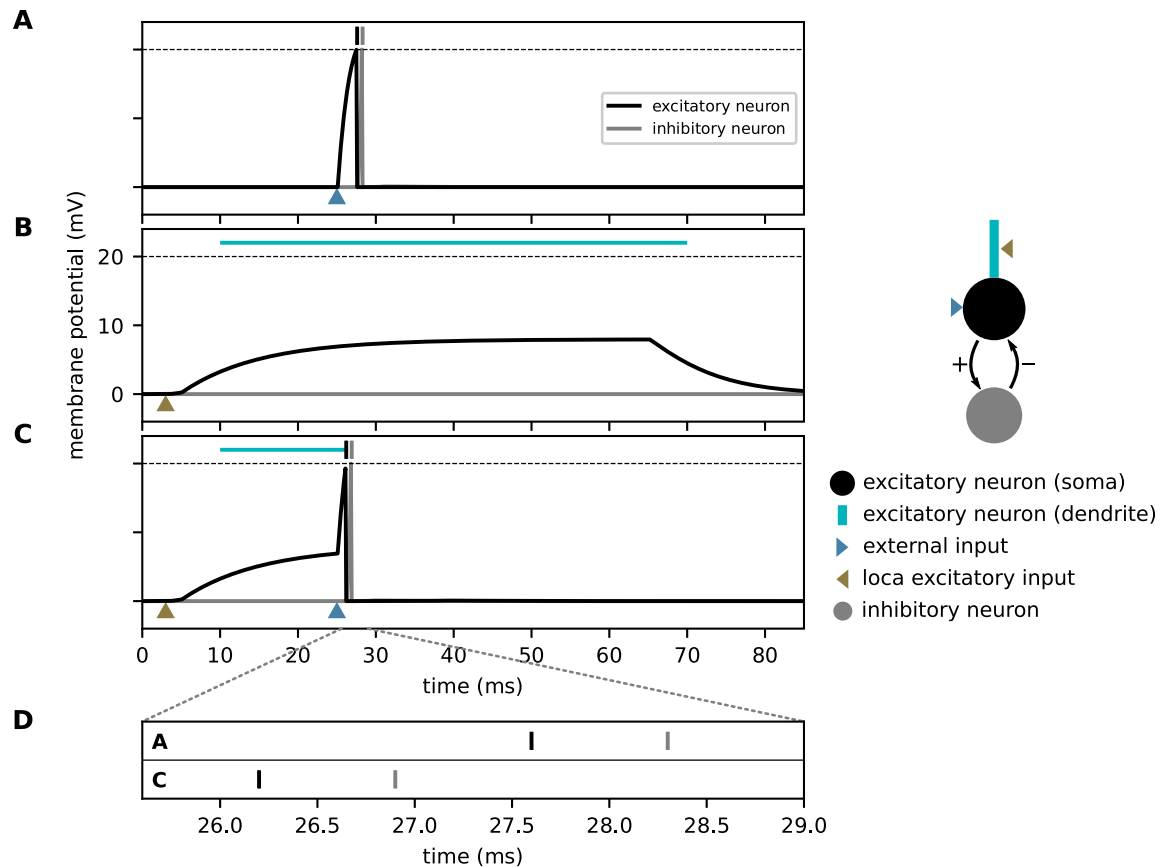 A
excitatory neuron
inhibitory neuron
B
membrane potential (mV)
20
10
0
C
0 10 20 30 40 50 60 70 80
time (ms)
+
−
excitatory neuron (soma)
excitatory neuron (dendrite)
external input
loca excitatory input
inhibitory neuron
D
A
C
26.0 26.5 27.0 27.5 28.0 28.5 29.0
time (ms)